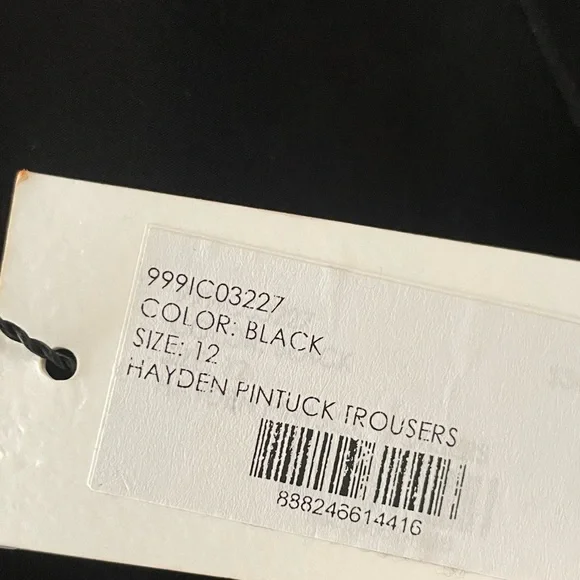 999IC03227
COLOR: BLACK
SIZE: 12
HAYDEN PINTUCK TROUSERS
888246614416